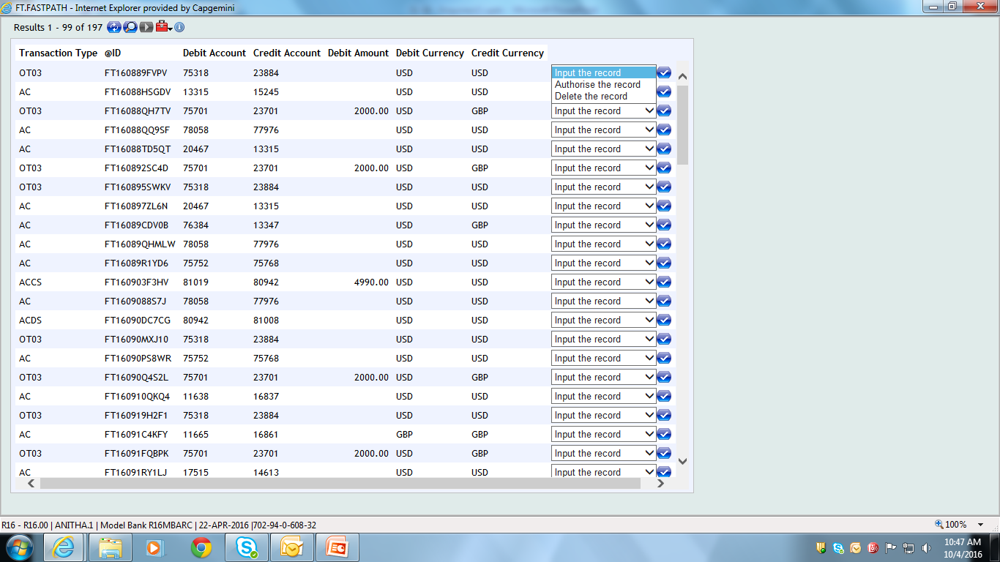 FT.FASTPATH - Internet Explorer provided by Capgemini
Results 1 - 99 of 197
Transaction Type @ID Debit Account Credit Account Debit Amount Debit Currency Credit Currency
OT03 FT160889FVPV 75318 23884 USD USD Input the record
Authorise the record
AC FT16088HSGDV 13315 15245 USD USD Delete the record
OT03 FT16088QH7TV 75701 23701 2000.00 USD GBP Input the record
AC FT16088QQ9SF 78058 77976 USD USD Input the record
AC FT16088TD5QT 20467 13315 USD USD Input the record
OT03 FT160892SC4D 75701 23701 2000.00 USD GBP Input the record
OT03 FT160895SWKV 75318 23884 USD USD Input the record
AC FT160897ZL6N 20467 13315 USD USD Input the record
AC FT16089CDV0B 76384 13347 USD GBP Input the record
AC FT16089QHMLW 78058 77976 USD USD Input the record
AC FT16089R1YD6 75752 75768 USD USD Input the record
ACCS FT160903F3HV 81019 80942 4990.00 USD USD Input the record
AC FT1609088S7J 78058 77976 USD USD Input the record
ACDS FT16090DC7CG 80942 81008 USD USD Input the record
OT03 FT16090MXJ10 75318 23884 USD USD Input the record
AC FT16090PS8WR 75752 75768 USD USD Input the record
OT03 FT16090Q4S2L 75701 23701 2000.00 USD GBP Input the record
AC FT160910QKQ4 11638 16837 USD USD Input the record
OT03 FT160919H2F1 75318 23884 USD USD Input the record
AC FT16091C4KFY 11665 16861 GBP GBP Input the record
OT03 FT16091FQBPK 75701 23701 2000.00 USD GBP Input the record
AC FT16091RY1LJ 17515 14613 USD USD Input the record
R16 - R16.00 | ANITHA.1 | Model Bank R16MBARC | 22-APR-2016 |702-94-0-608-32
100%
10:47 AM
10/4/2016